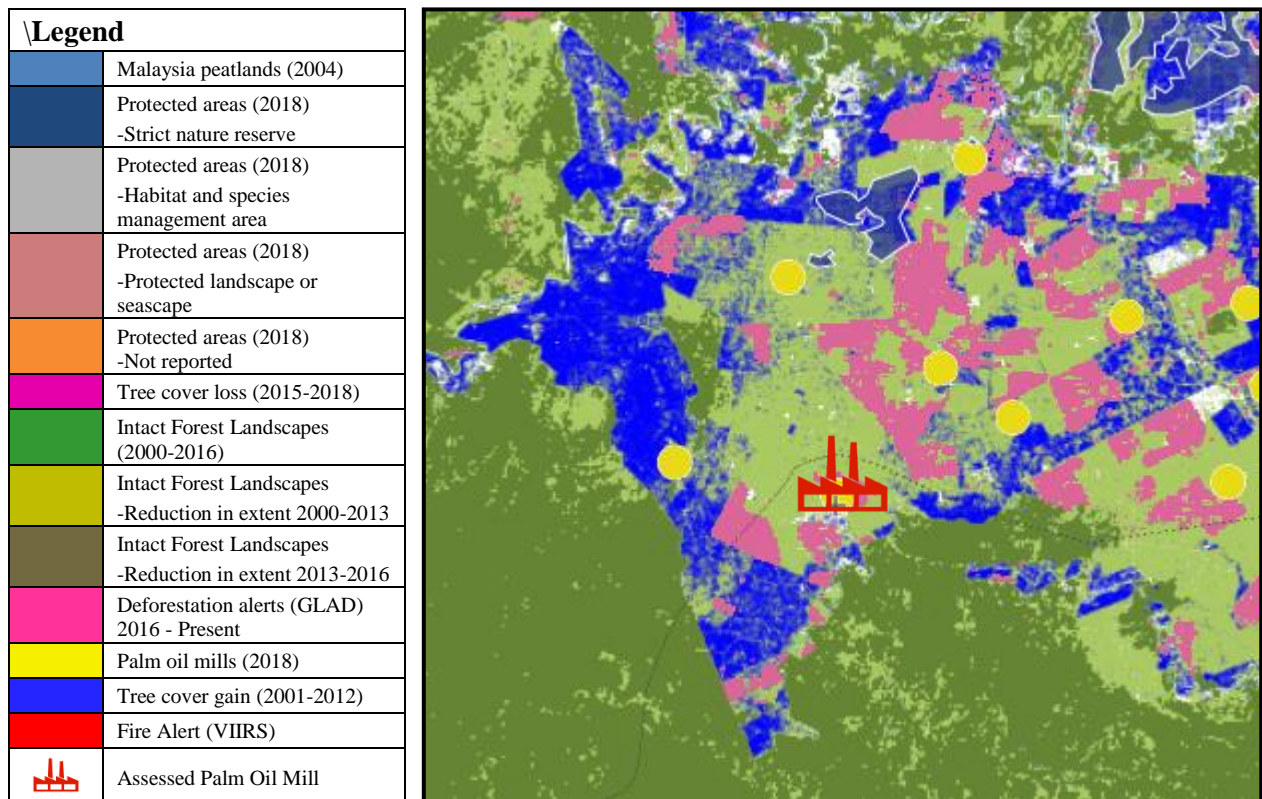 \Legend
Malaysia peatlands (2004)
Protected areas (2018)
-Strict nature reserve
Protected areas (2018)
-Habitat and species
management area
Protected areas (2018)
-Protected landscape or
seascape
Protected areas (2018)
-Not reported
Tree cover loss (2015-2018)
Intact Forest Landscapes
(2000-2016)
Intact Forest Landscapes
-Reduction in extent 2000-2013
Intact Forest Landscapes
-Reduction in extent 2013-2016
Deforestation alerts (GLAD)
2016 - Present
Palm oil mills (2018)
Tree cover gain (2001-2012)
Fire Alert (VIIRS)
Assessed Palm Oil Mill